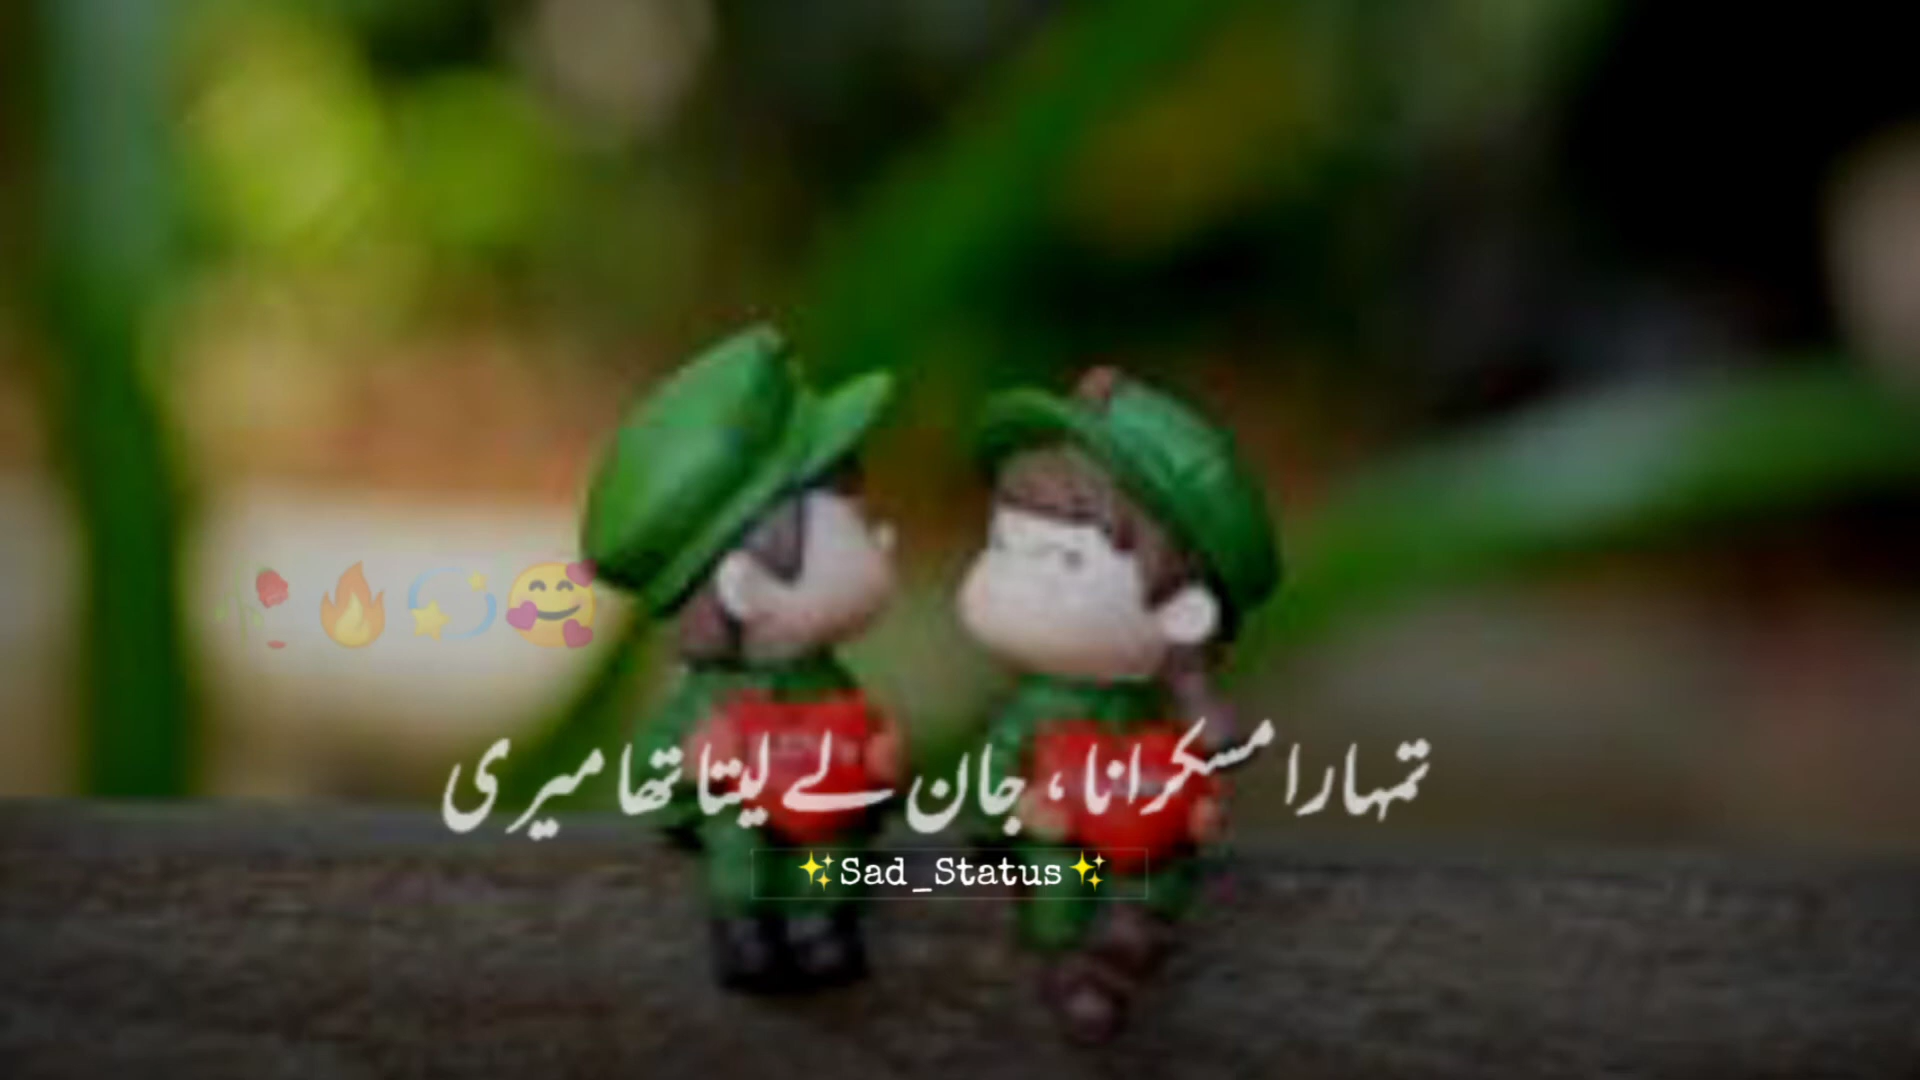 🥀🔥💫🥰
تمہارا مسکرانا، جان لے لیتا تھا میری
✨Sad_Status✨